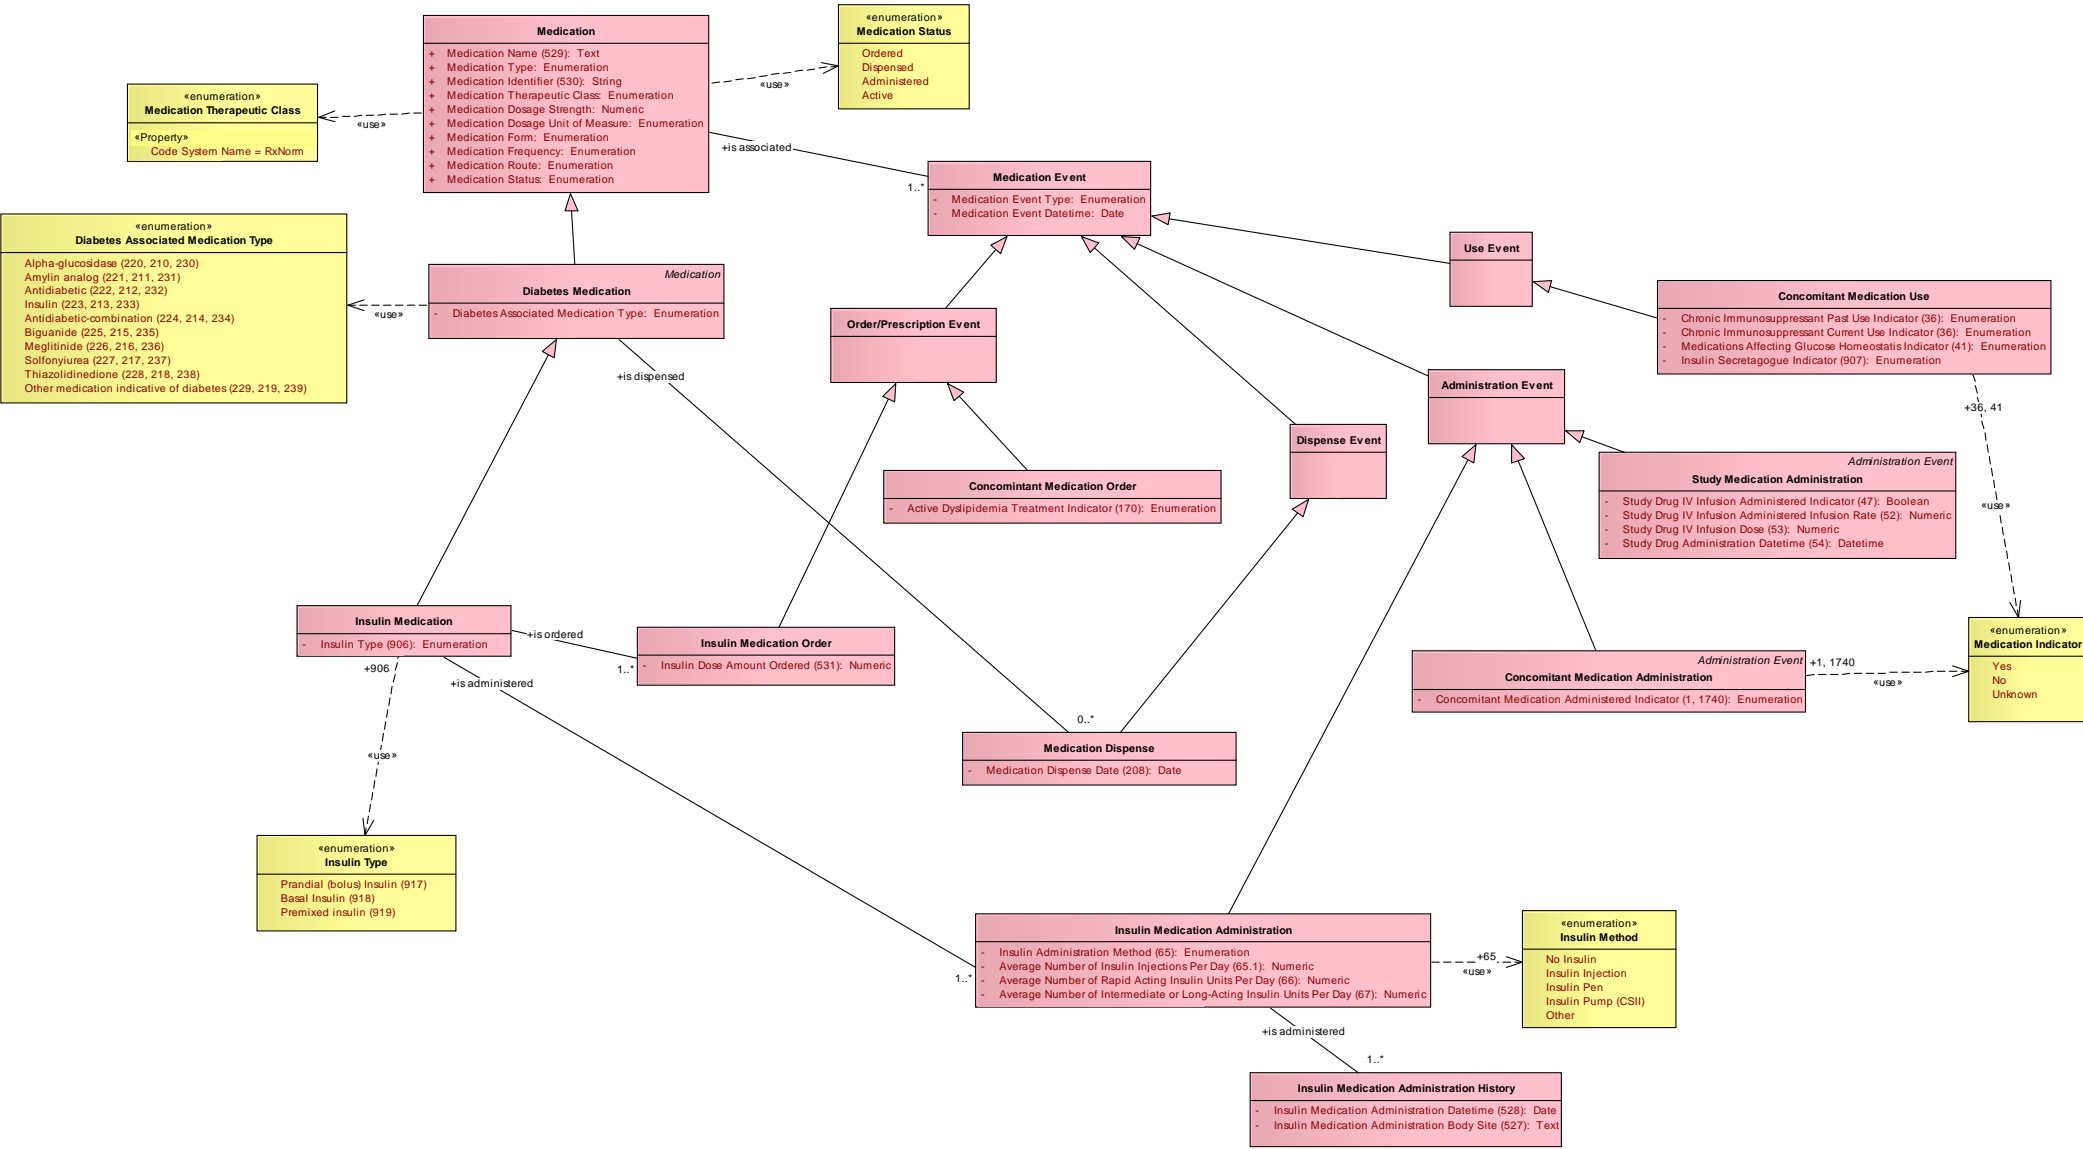 Medication
+ Medication Name (529): Text
+ Medication Type: Enumeration
+ Medication Identifier (530): String
+ Medication Therapeutic Class: Enumeration
+ Medication Dosage Strength: Numeric
+ Medication Dosage Unit of Measure: Enumeration
+ Medication Form: Enumeration
+ Medication Frequency: Enumeration
+ Medication Route: Enumeration
+ Medication Status: Enumeration
«enumeration»
Medication Status
Ordered
Dispensed
Administered
Active
«use»
«enumeration»
Medication Therapeutic Class
«Property»
Code System Name = RxNorm
«use»
+is associated
1..*
Medication Event
- Medication Event Type: Enumeration
- Medication Event Datetime: Date
«enumeration»
Diabetes Associated Medication Type
Alpha-glucosidase (220, 210, 230)
Amylin analog (221, 211, 231)
Antidiabetic (222, 212, 232)
Insulin (223, 213, 233)
Antidiabetic-combination (224, 214, 234)
Biguanide (225, 215, 235)
Meglitinide (226, 216, 236)
Solfonyiurea (227, 217, 237)
Thiazolidinedione (228, 218, 238)
Other medication indicative of diabetes (229, 219, 239)
«use»
Medication
Diabetes Medication
- Diabetes Associated Medication Type: Enumeration
+is dispensed
Order/Prescription Event
Use Event
Concomitant Medication Use
- Chronic Immunosuppressant Past Use Indicator (36): Enumeration
- Chronic Immunosuppressant Current Use Indicator (36): Enumeration
- Medications Affecting Glucose Homeostatis Indicator (41): Enumeration
- Insulin Secretagogue Indicator (907): Enumeration
+36, 41
«use»
Administration Event
Dispense Event
Administration Event
Study Medication Administration
- Study Drug IV Infusion Administered Indicator (47): Boolean
- Study Drug IV Infusion Administered Infusion Rate (52): Numeric
- Study Drug IV Infusion Dose (53): Numeric
- Study Drug Administration Datetime (54): Datetime
Concomintant Medication Order
- Active Dyslipidemia Treatment Indicator (170): Enumeration
Insulin Medication
- Insulin Type (906): Enumeration
+is ordered
1..*
Insulin Medication Order
- Insulin Dose Amount Ordered (531): Numeric
+906
+is administered
«use»
0..*
Medication Dispense
- Medication Dispense Date (208): Date
Administration Event
Concomitant Medication Administration
- Concomitant Medication Administered Indicator (1, 1740): Enumeration
+1, 1740
«use»
«enumeration»
Medication Indicator
Yes
No
Unknown
«enumeration»
Insulin Type
Prandial (bolus) Insulin (917)
Basal Insulin (918)
Premixed insulin (919)
1..*
Insulin Medication Administration
- Insulin Administration Method (65): Enumeration
- Average Number of Insulin Injections Per Day (65.1): Numeric
- Average Number of Rapid Acting Insulin Units Per Day (66): Numeric
- Average Number of Intermediate or Long-Acting Insulin Units Per Day (67): Numeric
+65
«use»
«enumeration»
Insulin Method
No Insulin
Insulin Injection
Insulin Pen
Insulin Pump (CSII)
Other
+is administered
1..*
Insulin Medication Administration History
- Insulin Medication Administration Datetime (528): Date
- Insulin Medication Administration Body Site (527): Text